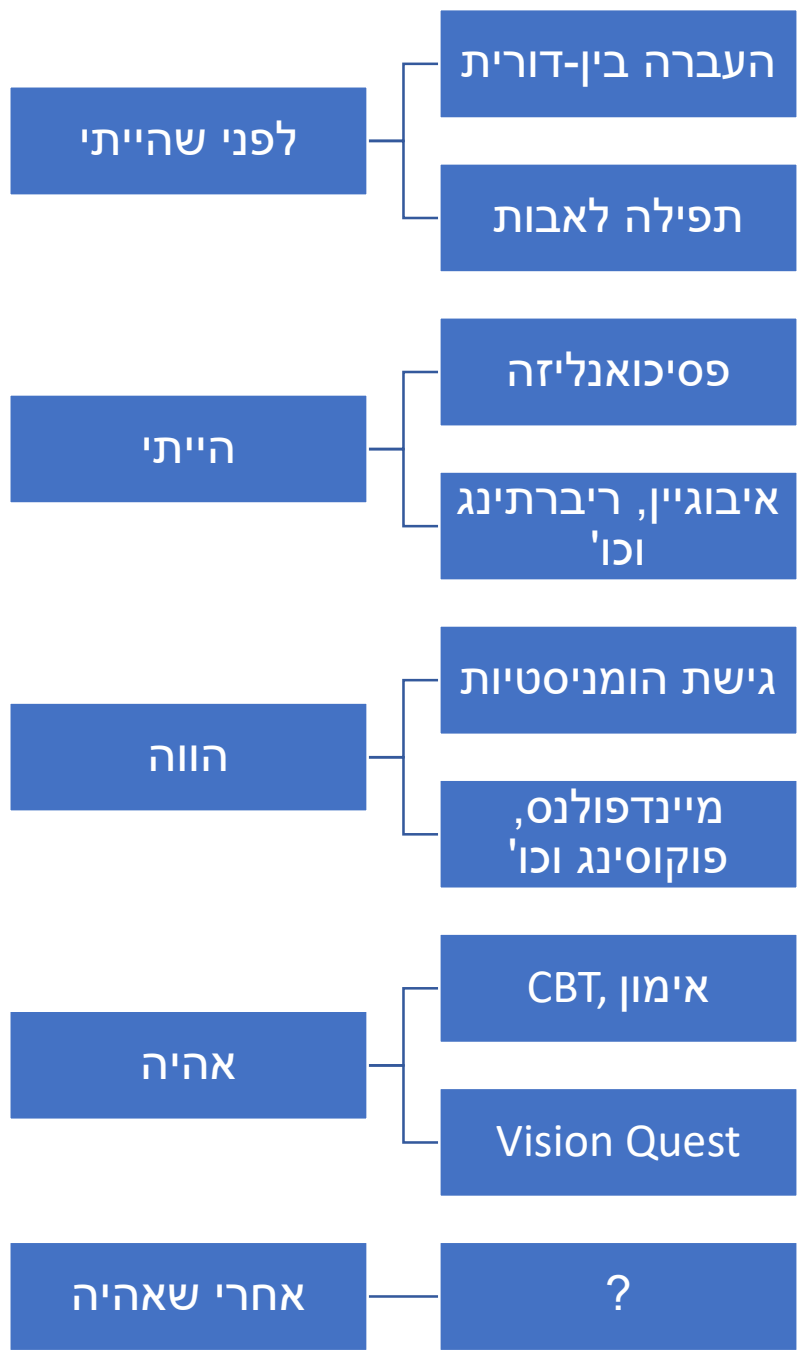 לפני שהייתי
העברה בין-דורית
תפילה לאבות
הייתי
פסיכואנליזה
איבוגיין, ריברתינג
וכו'
הווה
גישת הומניסטיות
מיינדפולנס,
פוקוסינג וכו'
אהיה
אימון, CBT
Vision Quest
אחרי שאהיה
?